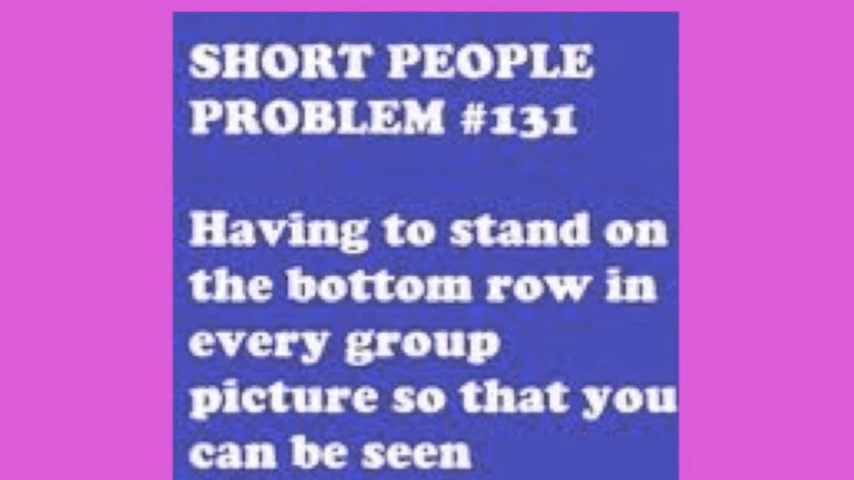 SHORT PEOPLE
PROBLEM #131
Having to stand on
the bottom row in
every group
picture so that you
can be seen